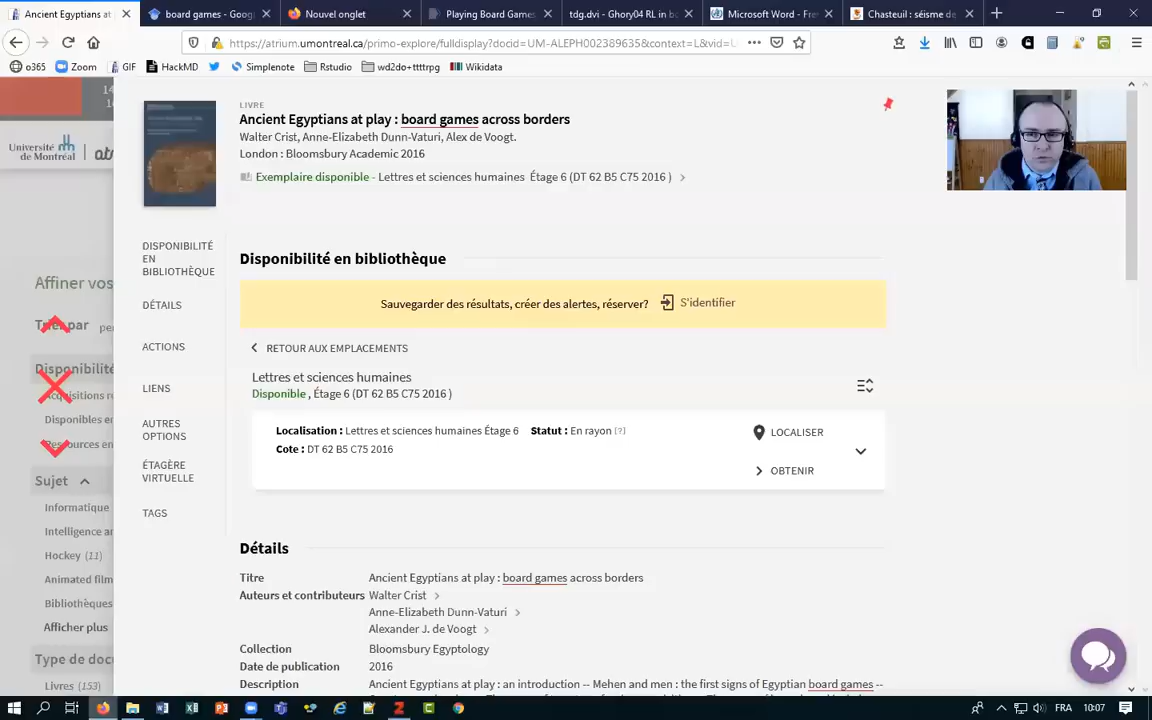 Ancient Egyptians at
board games - Goo
Nouvel onglet
Playing Board Games
tdg.dvi - Ghory04 RL in bo
Microsoft Word - Fre
Chasteuil : séisme de
https://atrium.umontreal.ca/primo-explore/fulldisplay?docid=UM-ALEPH002389635&context=L&vid=U
o365 Zoom GIF HackMD Simplenote Rstudio wd2do+ttttrpg Wikidata
14
LIVRE
Ancient Egyptians at play : board games across borders
Walter Crist, Anne-Elizabeth Dunn-Vaturi, Alex de Voogt.
London : Bloomsbury Academic 2016
Exemplaire disponible - Lettres et sciences humaines Étage 6 (DT 62 B5 C75 2016 )
Université
de Montréal
DISPONIBILITÉ
EN
BIBLIOTHÈQUE
DÉTAILS
ACTIONS
LIENS
AUTRES
OPTIONS
ÉTAGÈRE
VIRTUELLE
TAGS
Affiner vos
Trier par pe
Disponibilité
Acquisitions re
Disponibles en
Ressources en
Sujet
Informatique
Intelligence ar
Hockey (11)
Animated film
Bibliothèques
Afficher plus
Type de docu
Livres (153)
Disponibilité en bibliothèque
Sauvegarder des résultats, créer des alertes, réserver? S'identifier
RETOUR AUX EMPLACEMENTS
Lettres et sciences humaines
Disponible , Étage 6 (DT 62 B5 C75 2016 )
Localisation : Lettres et sciences humaines Étage 6 Statut : En rayon (?)
Cote : DT 62 B5 C75 2016
LOCALISER
OBTENIR
Détails
Titre Ancient Egyptians at play : board games across borders
Auteurs et contributeurs Walter Crist
Anne-Elizabeth Dunn-Vaturi
Alexander J. de Voogt
Collection Bloomsbury Egyptology
Date de publication 2016
Description Ancient Egyptians at play : an introduction -- Mehen and men : the first signs of Egyptian board games --
FRA 10:07